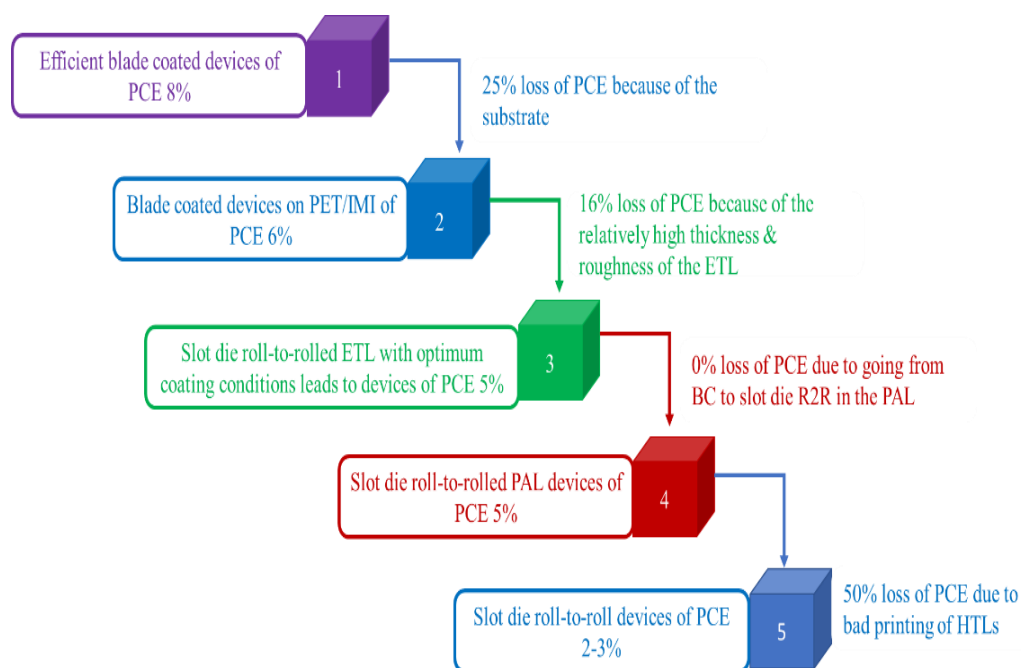 Efficient blade coated devices of
PCE 8%
1
25% loss of PCE because of the
substrate
Blade coated devices on PET/IMI of
PCE 6%
2
16% loss of PCE because of the
relatively high thickness &
roughness of the ETL
Slot die roll-to-rolled ETL with optimum
coating conditions leads to devices of PCE 5%
3
0% loss of PCE due to going from
BC to slot die R2R in the PAL
Slot die roll-to-rolled PAL devices of
PCE 5%
4
Slot die roll-to-roll devices of PCE
2-3%
5
50% loss of PCE due to
bad printing of HTLs